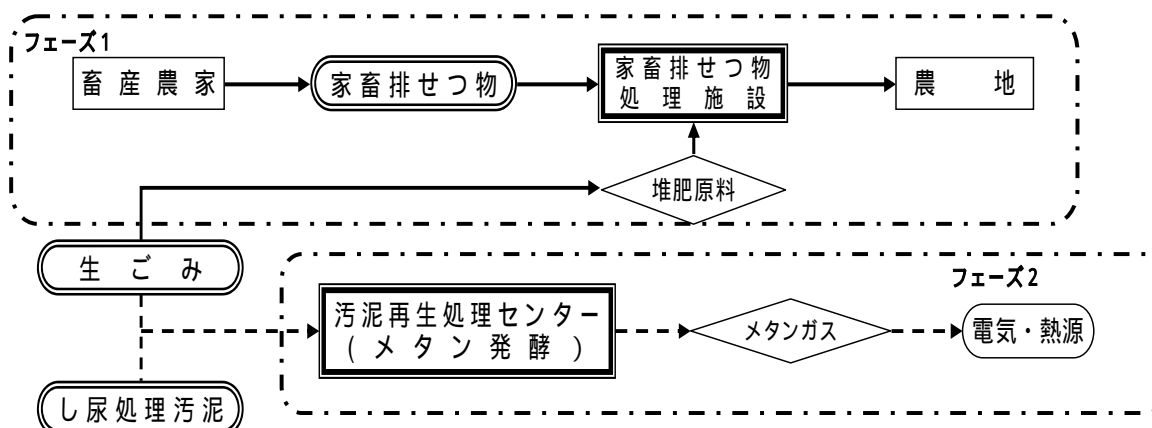 フェーズ1
畜産農家
家畜排せつ物
家畜排せつ物
処理施設
農地
堆肥原料
生ごみ
フェーズ2
汚泥再生処理センター
(メタン発酵)
メタンガス
電気・熱源
し尿処理汚泥